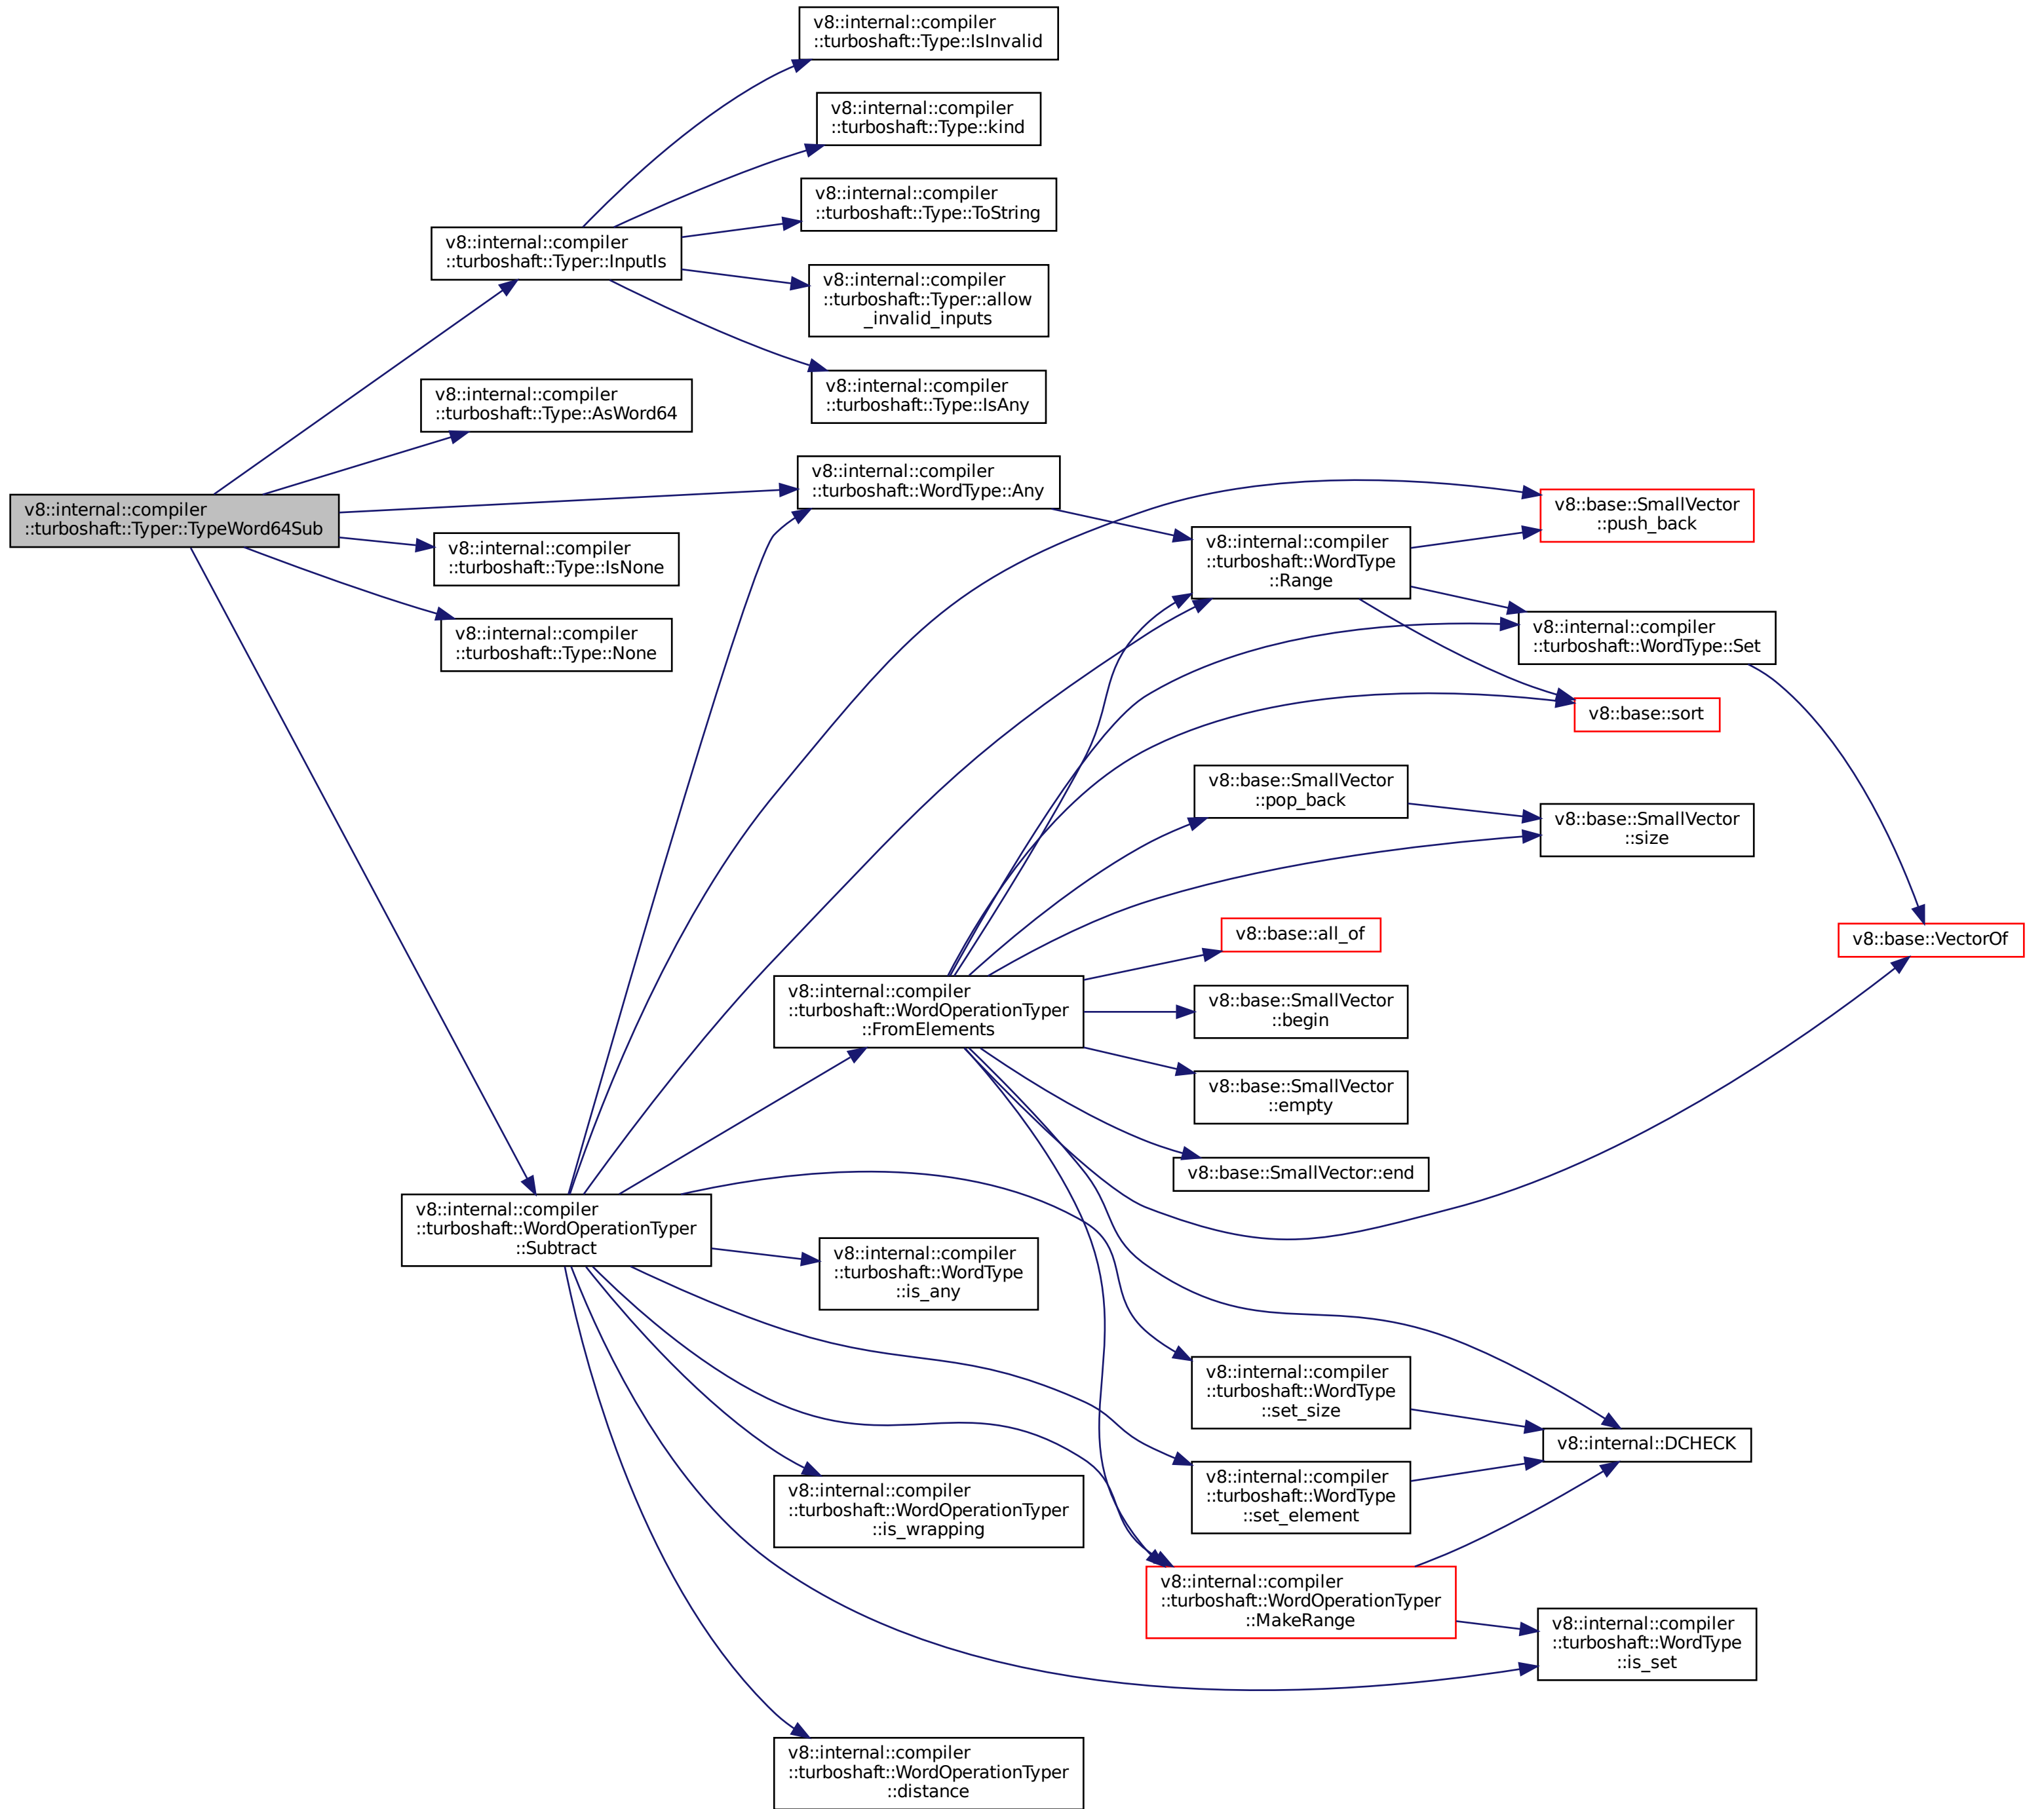 v8::internal::compiler
::turboshaft::Typer::TypeWord64Sub
v8::internal::compiler
::turboshaft::Typer::InputIs
v8::internal::compiler
::turboshaft::Type::AsWord64
v8::internal::compiler
::turboshaft::Type::IsNone
v8::internal::compiler
::turboshaft::Type::None
v8::internal::compiler
::turboshaft::WordOperationTyper
::Subtract
v8::internal::compiler
::turboshaft::Type::IsInvalid
v8::internal::compiler
::turboshaft::Type::kind
v8::internal::compiler
::turboshaft::Type::ToString
v8::internal::compiler
::turboshaft::Typer::allow
_invalid_inputs
v8::internal::compiler
::turboshaft::Type::IsAny
v8::internal::compiler
::turboshaft::WordType::Any
v8::internal::compiler
::turboshaft::WordOperationTyper
::FromElements
v8::internal::compiler
::turboshaft::WordType
::is_any
v8::internal::compiler
::turboshaft::WordOperationTyper
::is_wrapping
v8::internal::compiler
::turboshaft::WordOperationTyper
::distance
v8::internal::compiler
::turboshaft::WordType
::Range
v8::base::SmallVector
::pop_back
v8::base::all_of
v8::base::SmallVector
::begin
v8::base::SmallVector
::empty
v8::base::SmallVector::end
v8::internal::compiler
::turboshaft::WordType
::set_size
v8::internal::compiler
::turboshaft::WordType
::set_element
v8::internal::compiler
::turboshaft::WordOperationTyper
::MakeRange
v8::base::SmallVector
::push_back
v8::internal::compiler
::turboshaft::WordType::Set
v8::base::sort
v8::base::SmallVector
::size
v8::internal::DCHECK
v8::internal::compiler
::turboshaft::WordType
::is_set
v8::base::VectorOf